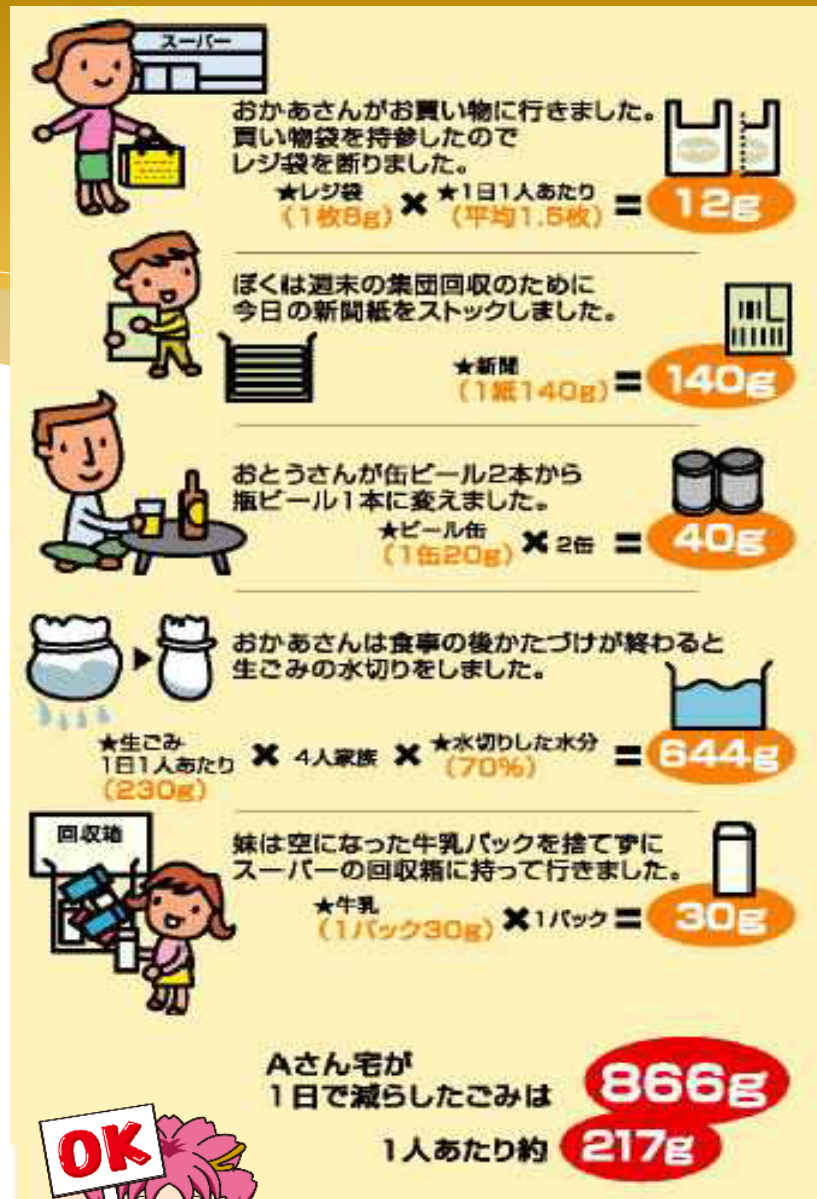 スーパー
おかあさんがお買い物に行きました。
買い物袋を持参したので
レジ袋を断りました。
★レジ袋
(1枚8g)
×
★1日1人あたり
(平均1.5枚)
=
12g
ぼくは週末の集団回収のために
今日の新聞紙をストックしました。
★新聞
(1紙140g)
=
140g
おとうさんが缶ビール2本から
瓶ビール1本に変えました。
★ビール缶
(1缶20g)
× 2缶 =
40g
おかあさんは食事の後かたづけが終わると
生ごみの水切りをしました。
★生ごみ
1日1人あたり
(230g)
× 4人家族 ×
★水切りした水分
(70%)
=
644g
回収箱
妹は空になった牛乳パックを捨てずに
スーパーの回収箱に持って行きました。
★牛乳
(1パック30g)
×1パック=
30g
Aさん宅が
1日で減らしたごみは
866g
1人あたり約
217g
OK